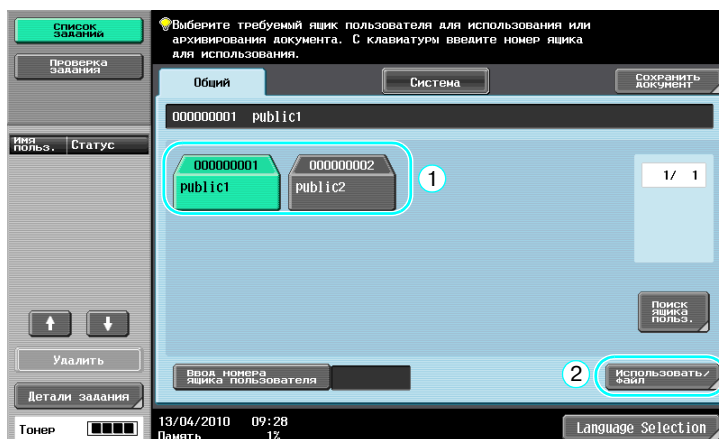 Список
задании
Проверка
задания
Имя
польз.
Статус
Удалить
Детали задания
Тонер
Выберите требуемый ящик пользователя для использования или
архивирования документа. С клавиатуры введите номер ящика
для использования.
Общий
Система
Сохранить
документ
000000001 public1
000000001
public1
000000002
public2
1
1/ 1
Поиск
ящика
польз.
Ввод номера
ящика пользователя
2
Использовать/
файл
13/04/2010 09:28
Память 1%
Language Selection